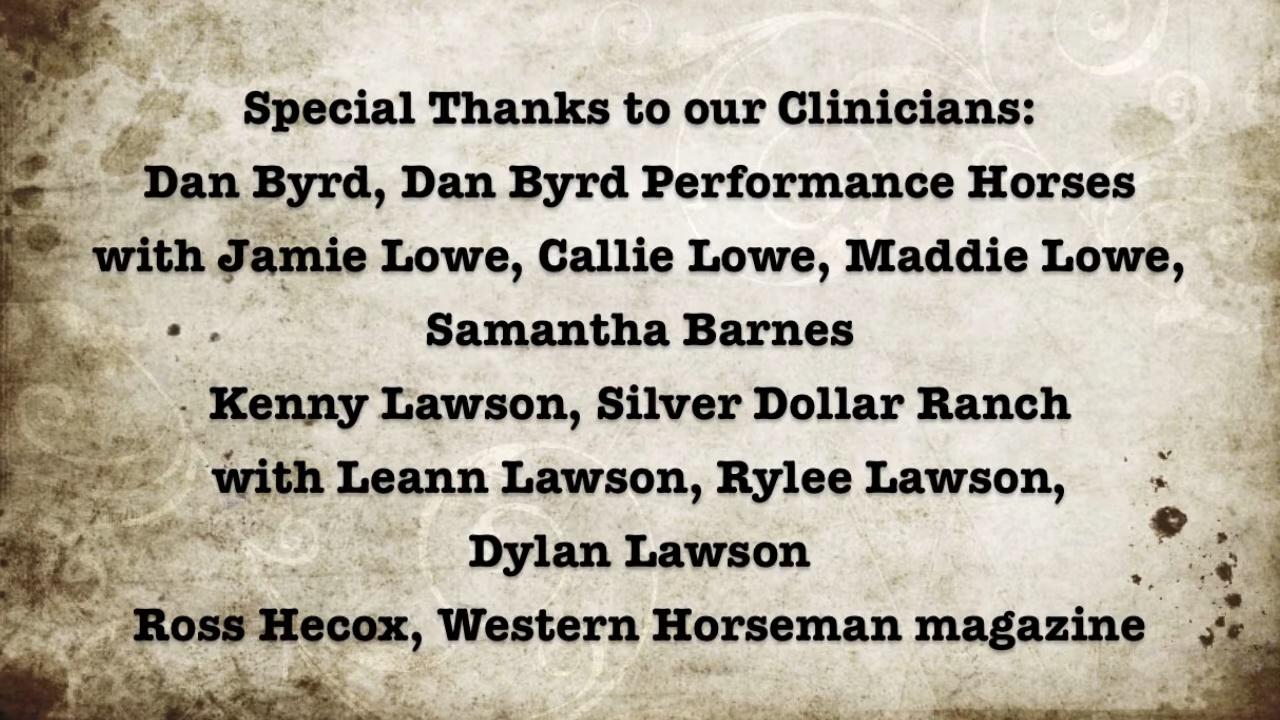 Special Thanks to our Clinicians:
Dan Byrd, Dan Byrd Performance Horses
with Jamie Lowe, Callie Lowe, Maddie Lowe,
Samantha Barnes
Kenny Lawson, Silver Dollar Ranch
with Leann Lawson, Rylee Lawson,
Dylan Lawson
Ross Hecox, Western Horseman magazine